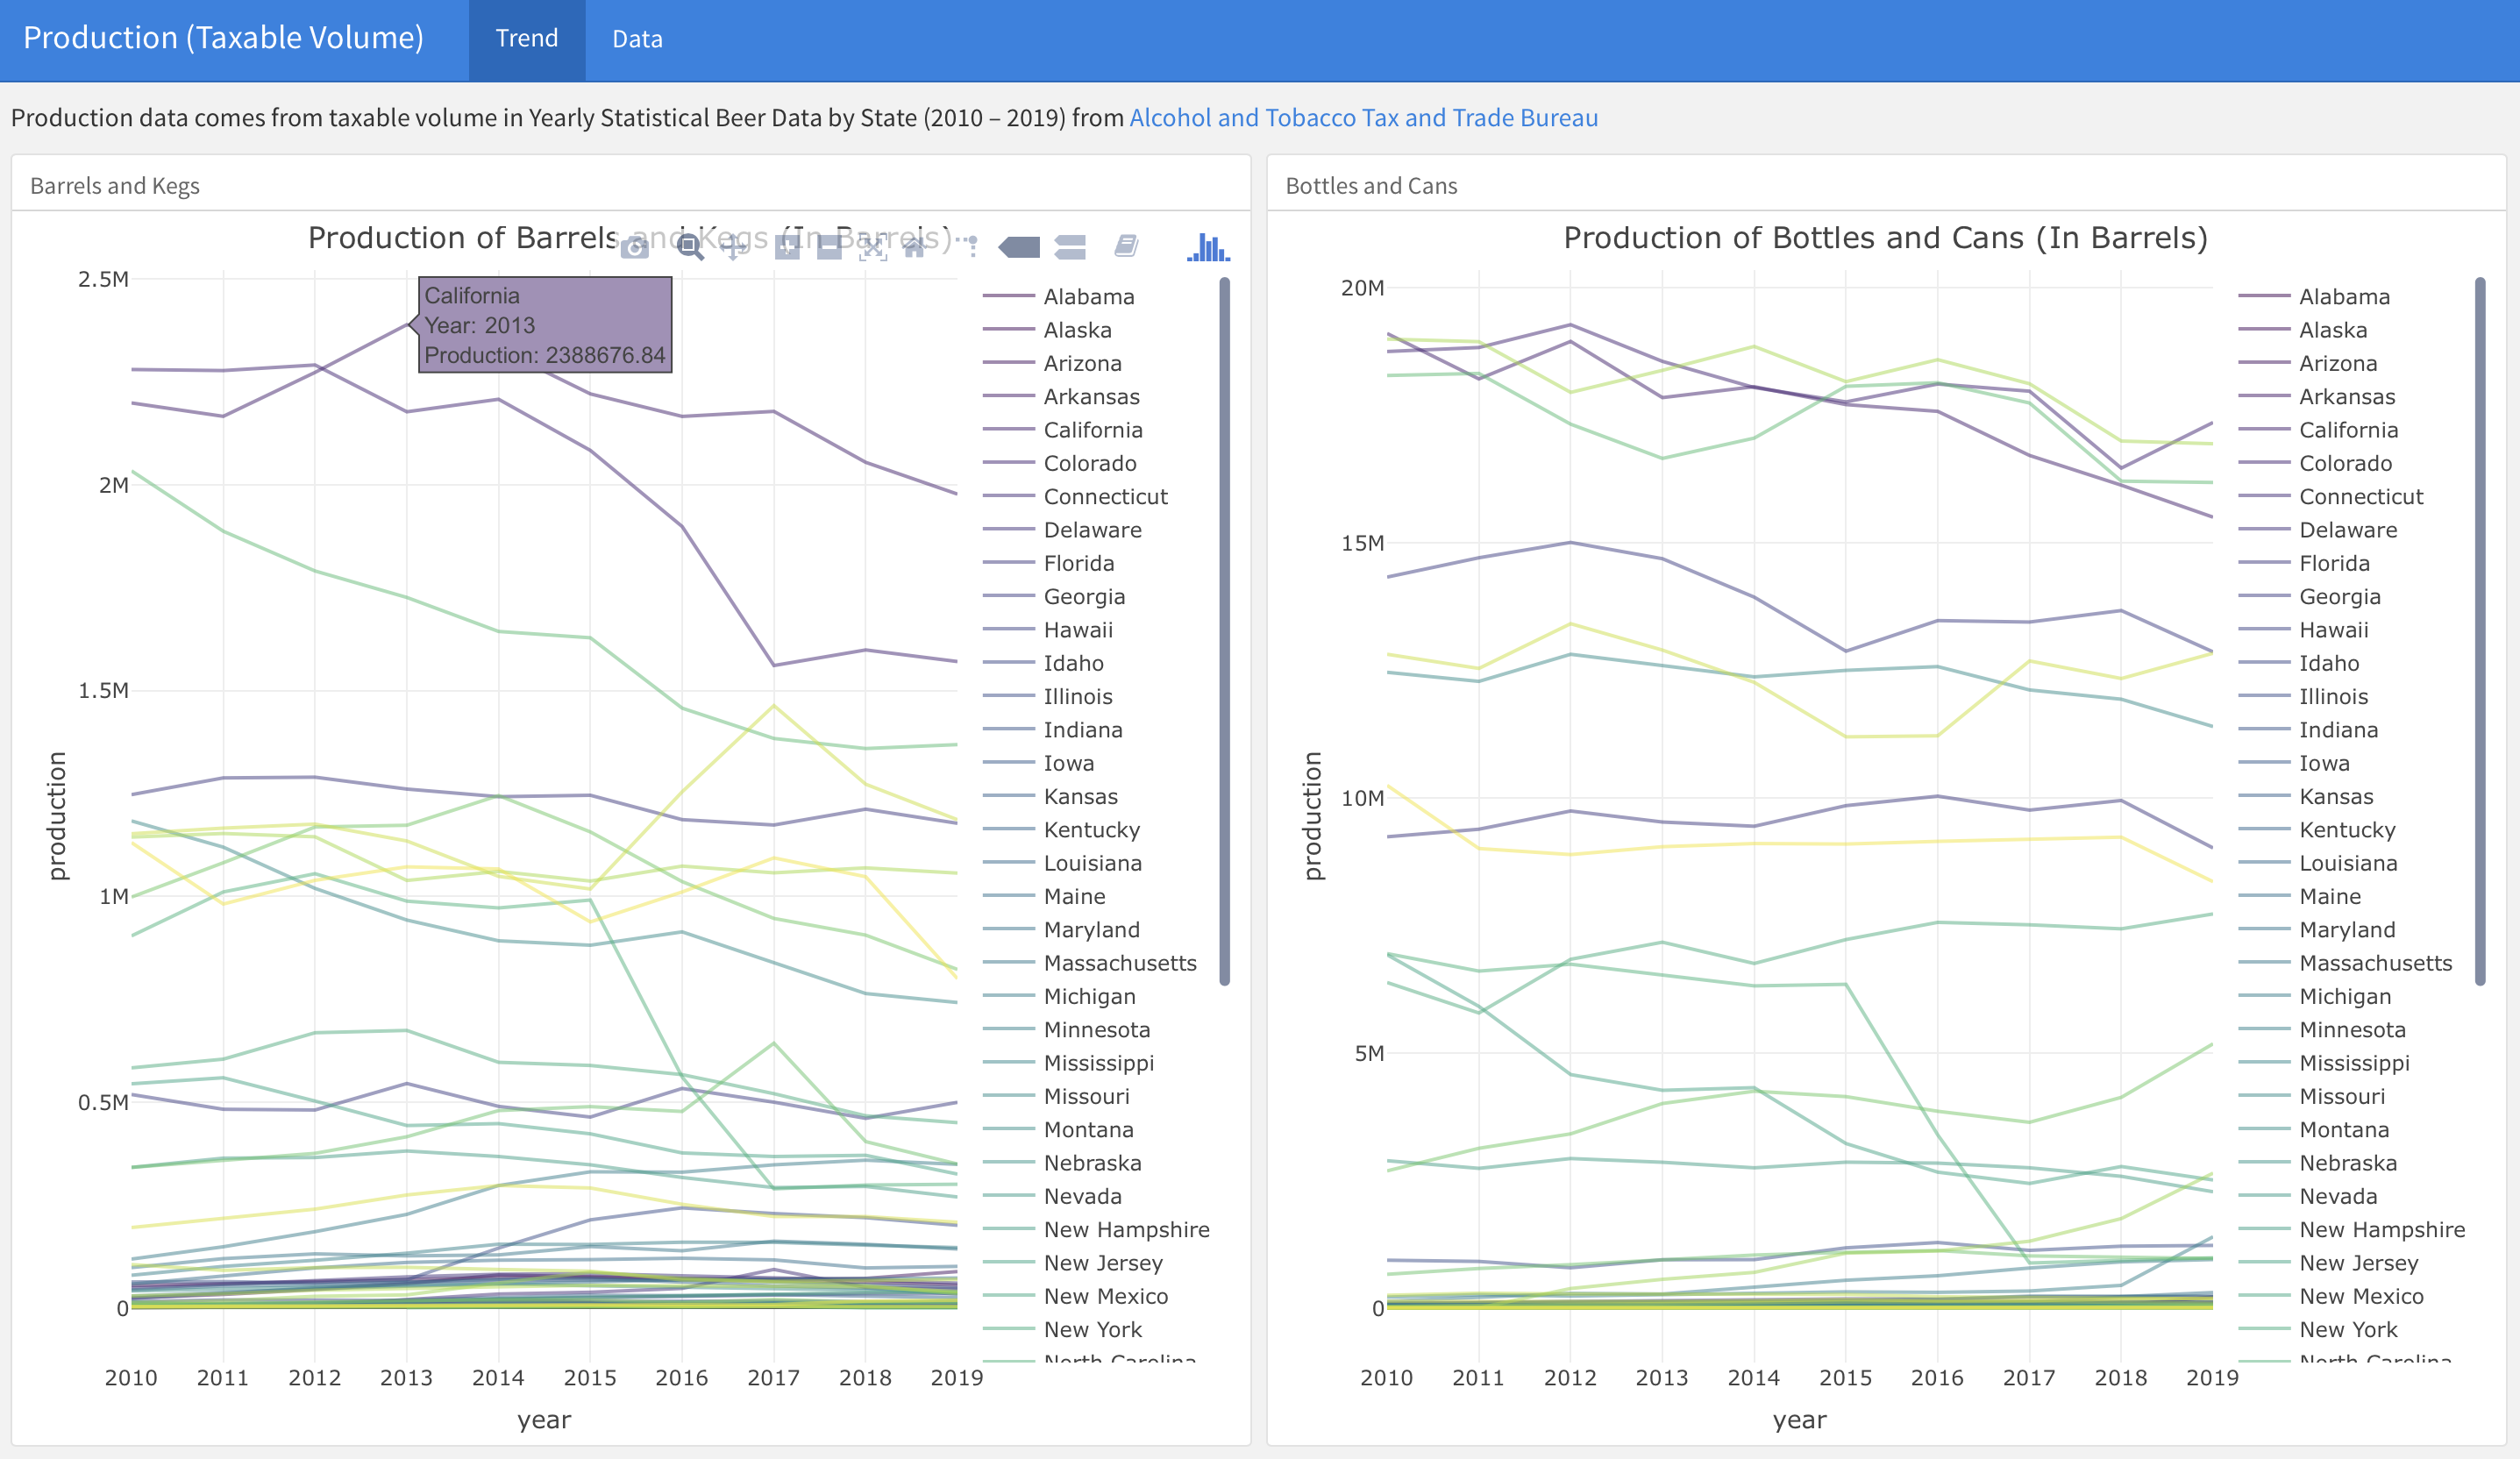 Production (Taxable Volume)
Trend
Data
Production data comes from taxable volume in Yearly Statistical Beer Data by State (2010 – 2019) from Alcohol and Tobacco Tax and Trade Bureau
Barrels and Kegs
Production of Barrels and Kegs (In Barrels)
California
Year: 2013
Production: 2388676.84
2.5M
2M
1.5M
1M
0.5M
0
production
2010 2011 2012 2013 2014 2015 2016 2017 2018 2019
year
Alabama
Alaska
Arizona
Arkansas
California
Colorado
Connecticut
Delaware
Florida
Georgia
Hawaii
Idaho
Illinois
Indiana
Iowa
Kansas
Kentucky
Louisiana
Maine
Maryland
Massachusetts
Michigan
Minnesota
Mississippi
Missouri
Montana
Nebraska
Nevada
New Hampshire
New Jersey
New Mexico
New York
North Carolina
Bottles and Cans
Production of Bottles and Cans (In Barrels)
20M
15M
10M
5M
0
production
2010 2011 2012 2013 2014 2015 2016 2017 2018 2019
year
Alabama
Alaska
Arizona
Arkansas
California
Colorado
Connecticut
Delaware
Florida
Georgia
Hawaii
Idaho
Illinois
Indiana
Iowa
Kansas
Kentucky
Louisiana
Maine
Maryland
Massachusetts
Michigan
Minnesota
Mississippi
Missouri
Montana
Nebraska
Nevada
New Hampshire
New Jersey
New Mexico
New York
North Carolina